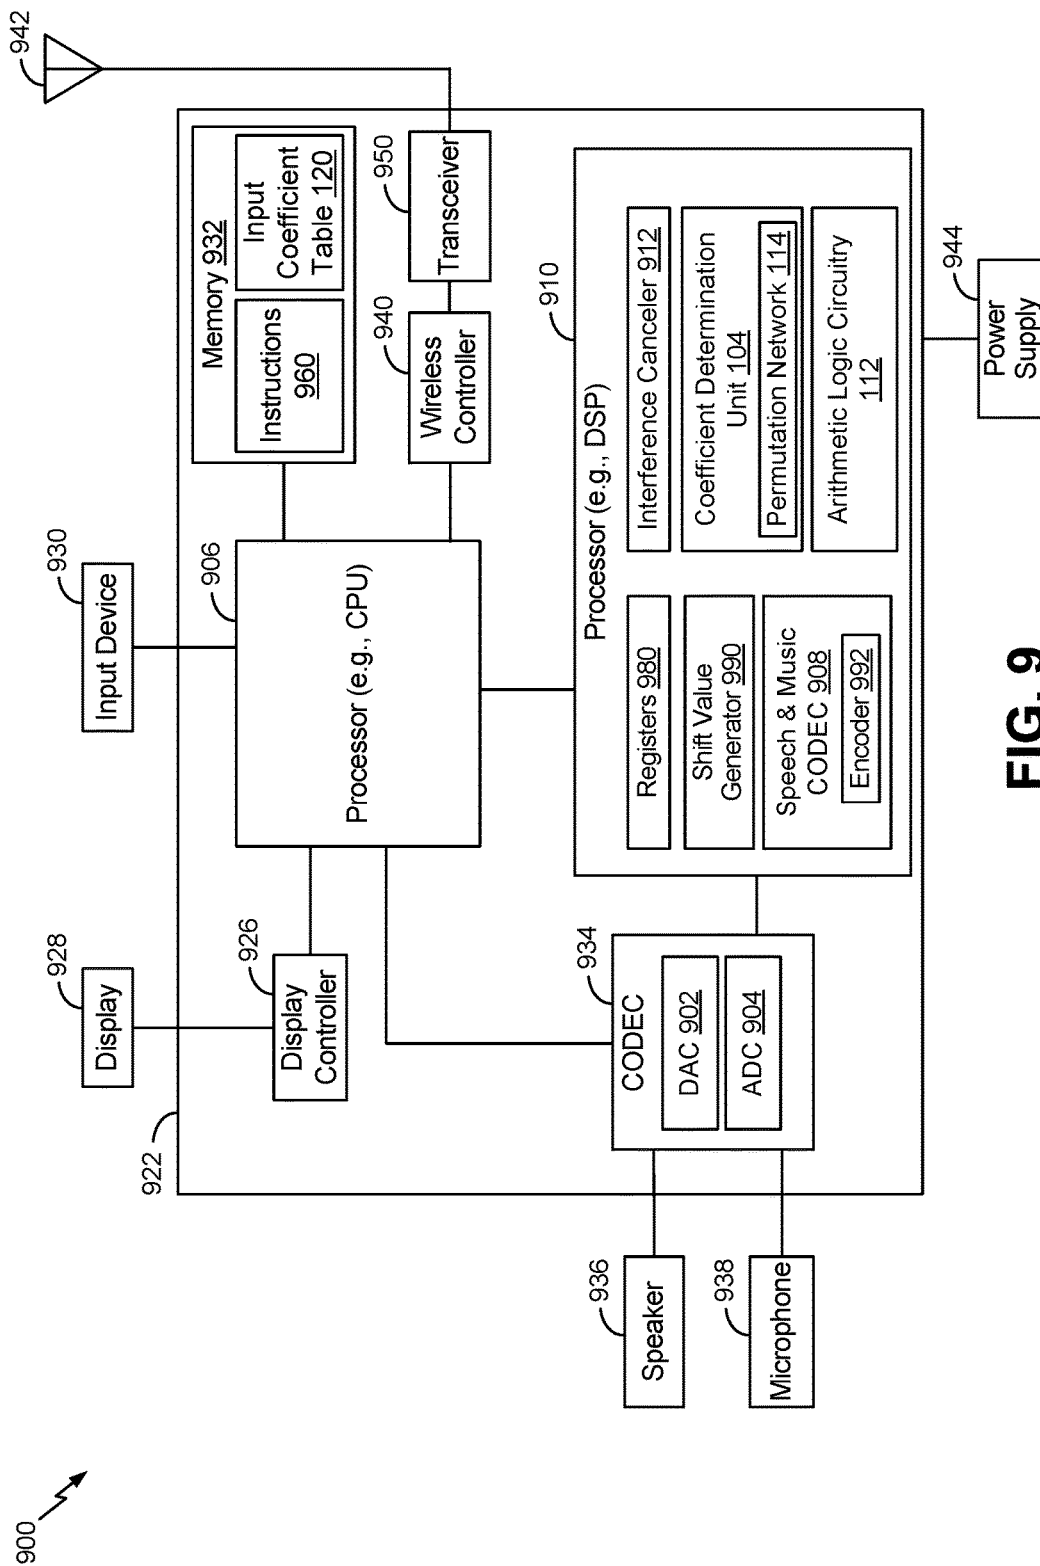 900
922
928
Display
926
Display
Controller
930
Input Device
906
Processor (e.g., CPU)
Memory 932
Instructions
960
Input
Coefficient
Table 120
942
940
Wireless
Controller
950
Transceiver
936
Speaker
938
Microphone
934
CODEC
DAC 902
ADC 904
910
Processor (e.g., DSP)
Registers 980
Shift Value
Generator 990
Speech & Music
CODEC 908
Encoder 992
Interference Canceler 912
Coefficient Determination
Unit 104
Permutation Network 114
Arithmetic Logic Circuitry
112
944
Power
Supply
FIG. 9